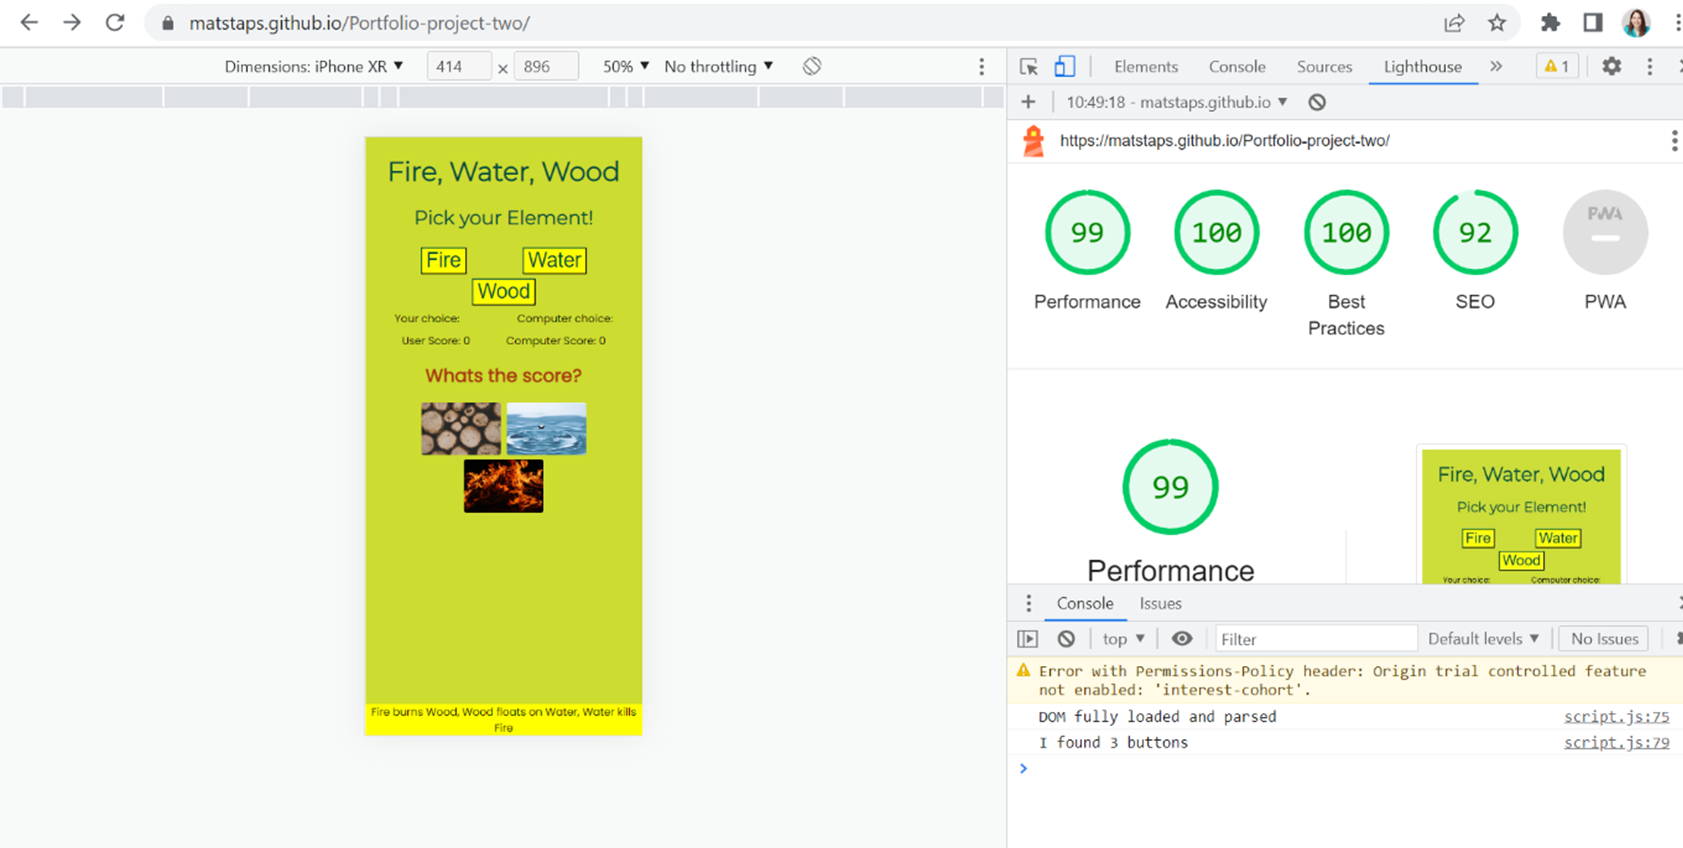 matstaps.github.io/Portfolio-project-two/
Dimensions: iPhone XR ▼ 414 × 896 50% ▼ No throttling ▼
Fire, Water, Wood
Pick your Element!
Fire Water
Wood
Your choice: Computer choice:
User Score: 0 Computer Score: 0
Whats the score?
Fire burns Wood, Wood floats on Water, Water kills
Fire
Elements Console Sources Lighthouse » 1
10:49:18 - matstaps.github.io ▼
https://matstaps.github.io/Portfolio-project-two/
99 100 100 92 PWA
Performance Accessibility Best SEO PWA
Practices
99
Performance
Fire, Water, Wood
Pick your Element!
Fire Water
Wood
Your choice: Computer choice:
Console Issues
top ▼ Filter Default levels ▼ No Issues
Error with Permissions-Policy header: Origin trial controlled feature
not enabled: 'interest-cohort'.
DOM fully loaded and parsed script.js:75
I found 3 buttons script.js:79